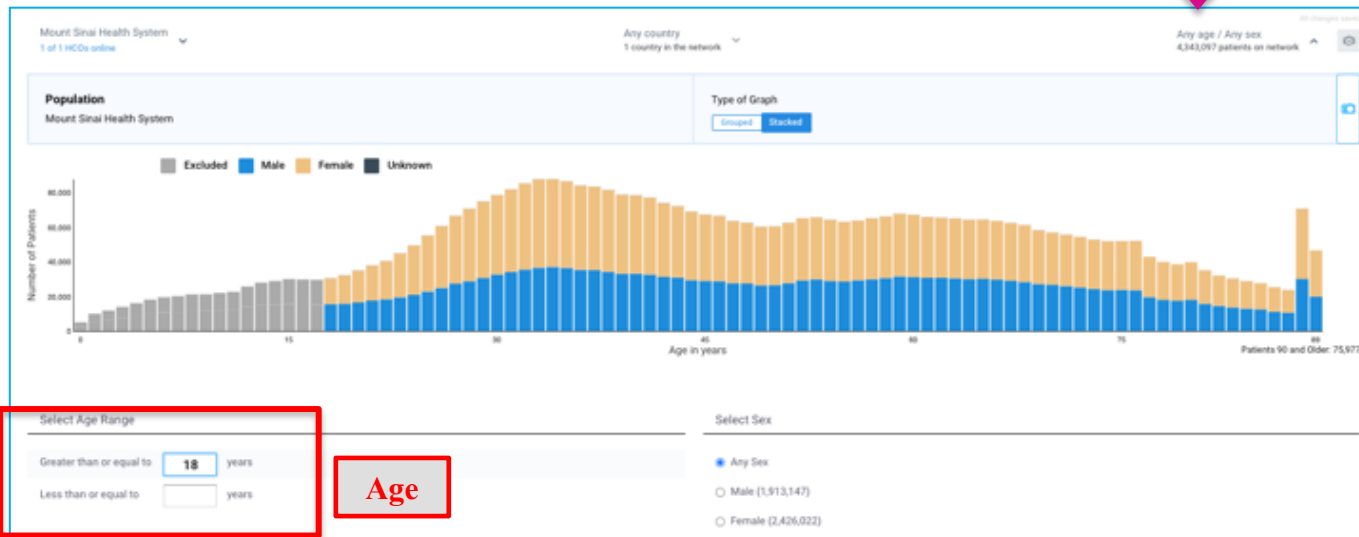 All changes saved
Mount Sinai Health System
1 of 1 HCOs online
Any country
1 country in the network
Any age / Any sex
4,343,097 patients on network
Population
Mount Sinai Health System
Type of Graph
Grouped Stacked
Excluded Male Female Unknown
Number of Patients
80,000
60,000
40,000
20,000
0
0 15 30 45 60 75 89
Age in years
Patients 90 and Older: 75,977
Select Age Range
Greater than or equal to 18 years
Less than or equal to years
Age
Select Sex
Any Sex
Male (1,913,147)
Female (2,426,022)